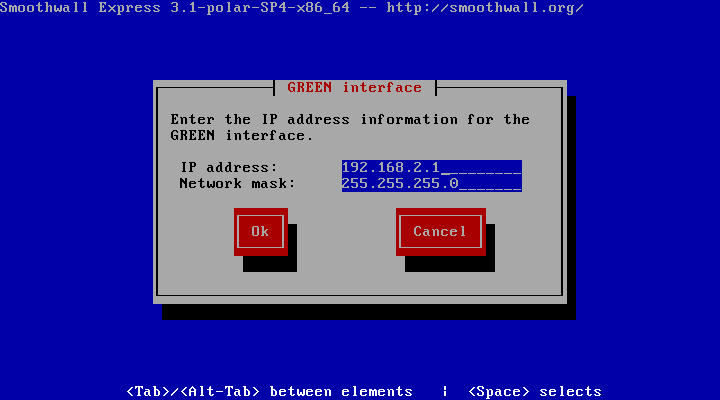 Smoothwall Express 3.1-polar-SP4-x86_64 -- http://smoothwall.org/
GREEN interface
Enter the IP address information for the
GREEN interface.
IP address: 192.168.2.1_________
Network mask: 255.255.255.0_______
Ok Cancel
<Tab>/<Alt-Tab> between elements | <Space> selects